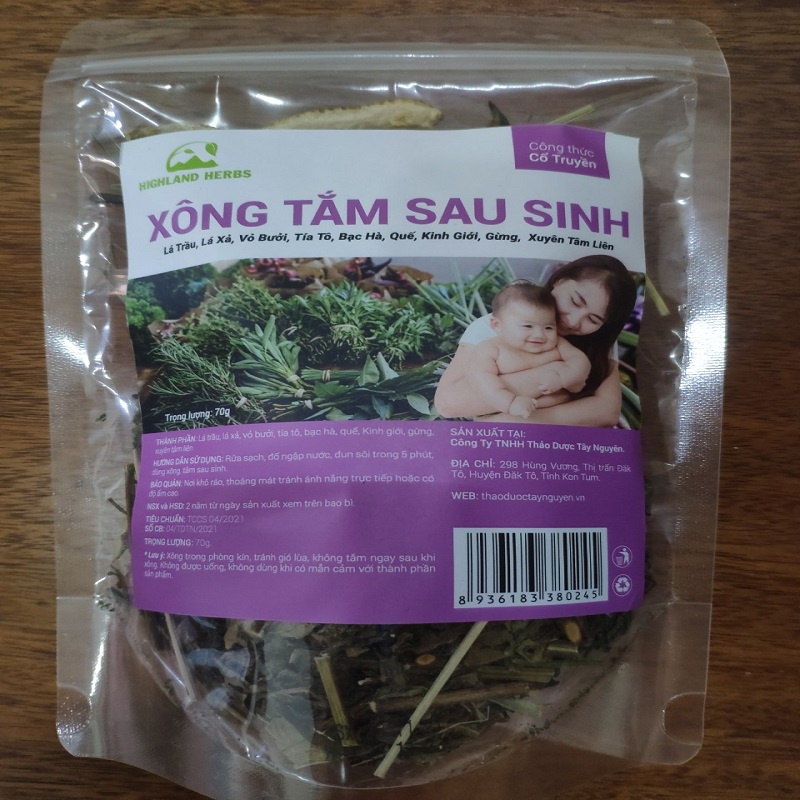 HIGHLAND HERBS
Công thức
Cổ Truyền
XÔNG TẮM SAU SINH
Lá Trầu, Lá Xả, Vỏ Bưởi, Tía Tô, Bạc Hà, Quế, Kinh Giới, Gừng, Xuyên Tâm Liên
Trọng lượng: 70g
THÀNH PHẦN: Lá trầu, lá xả, vỏ bưởi, tía tô, bạc hà, quế, Kinh giới, gừng,
xuyên tâm liên
HƯỚNG DẪN SỬ DỤNG: Rửa sạch, đổ ngập nước, đun sôi trong 5 phút,
dùng xông, tắm sau sinh.
BẢO QUẢN: Nơi khô ráo, thoáng mát tránh ánh nắng trực tiếp hoặc có
độ ẩm cao
NSX và HSD: 2 năm từ ngày sản xuất xem trên bao bì.
TIÊU CHUẨN: TCCS 04/2021
SỐ CB: 04/TDTN/2021
TRỌNG LƯỢNG: 70g
* Lưu ý: Xông trong phòng kín, tránh gió lùa, không tắm ngay sau khi
xông. Không được uống, không dùng khi có mẫn cảm với thành phần
sản phẩm.
SẢN XUẤT TẠI:
Công Ty TNHH Thảo Dược Tây Nguyên.
ĐỊA CHỈ: 298 Hùng Vương, Thị trấn Đăk
Tô, Huyện Đăk Tô, Tỉnh Kon Tum.
WEB: thaoduoctaynguyen.vn
8 936183 380245